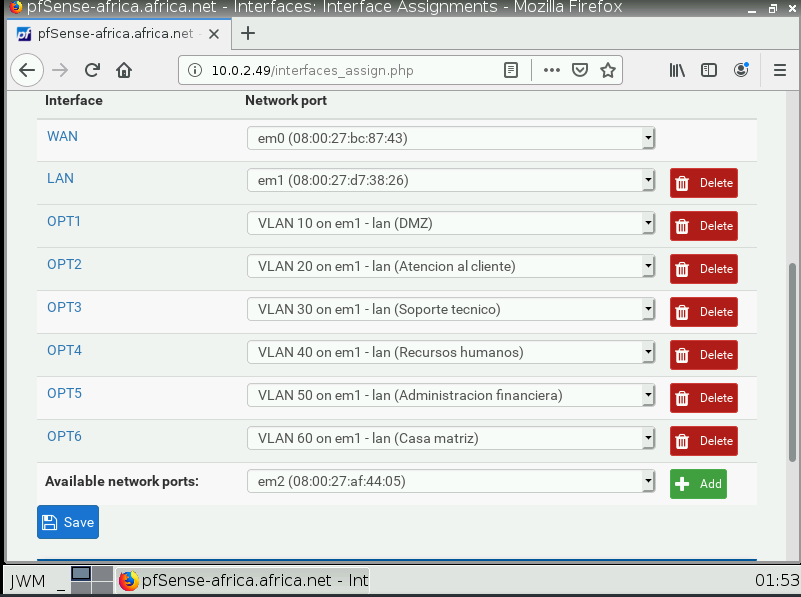 pfSense-africa.africa.net - Interfaces: Interface Assignments - Mozilla Firefox
pfSense-africa.africa.net -
10.0.2.49/interfaces_assign.php
Interface Network port
WAN em0 (08:00:27:bc:87:43)
LAN em1 (08:00:27:d7:38:26) Delete
OPT1 VLAN 10 on em1 - lan (DMZ) Delete
OPT2 VLAN 20 on em1 - lan (Atencion al cliente) Delete
OPT3 VLAN 30 on em1 - lan (Soporte tecnico) Delete
OPT4 VLAN 40 on em1 - lan (Recursos humanos) Delete
OPT5 VLAN 50 on em1 - lan (Administracion financiera) Delete
OPT6 VLAN 60 on em1 - lan (Casa matriz) Delete
Available network ports: em2 (08:00:27:af:44:05) Add
Save
JWM _ pfSense-africa.africa.net - Int 01:53